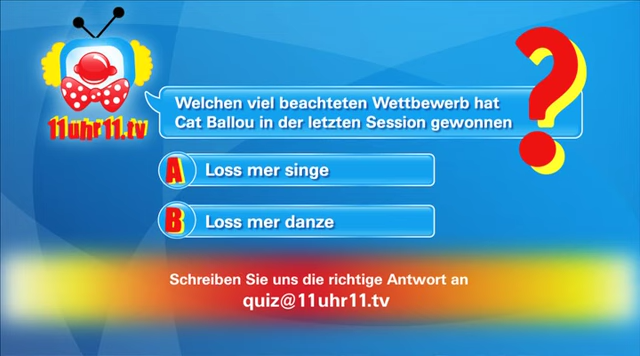 11uhr11.tv
Welchen viel beachteten Wettbewerb hat
Cat Ballou in der letzten Session gewonnen
?
A Loss mer singe
B Loss mer danze
Schreiben Sie uns die richtige Antwort an
quiz@11uhr11.tv